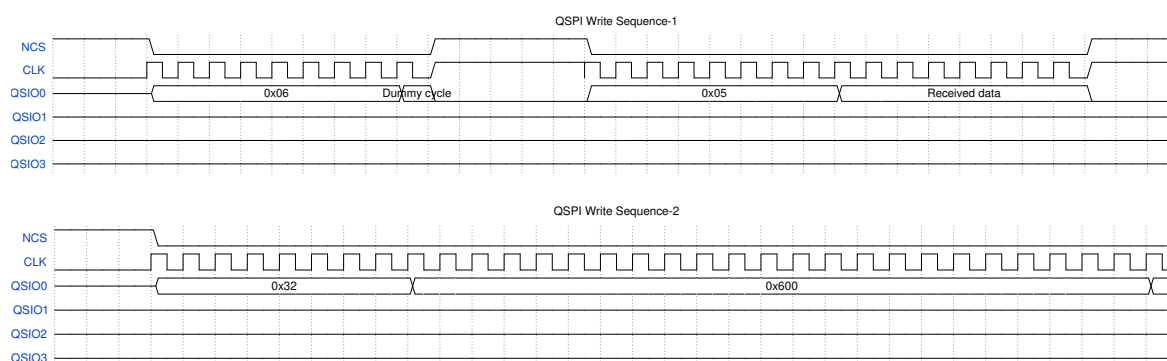 QSPI Write Sequence-1
NCS
CLK
QSIO0 0x06 Dummy cycle 0x05 Received data
QSIO1
QSIO2
QSIO3
QSPI Write Sequence-2
NCS
CLK
QSIO0 0x32 0x600
QSIO1
QSIO2
QSIO3